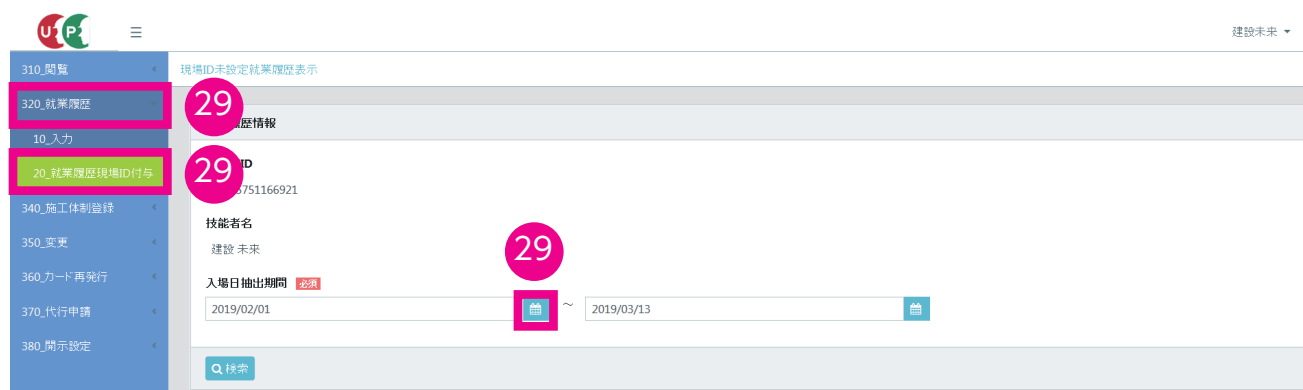 U P
建設未来
310_閲覧
現場ID未設定就業履歴表示
320_就業履歴
29
歴情報
10_入力
20_就業履歴現場ID付与
29
ID
5751166921
340_施工体制登録
技能者名
350_変更
建設 未来
29
360_カード再発行
入場日抽出期間 必須
370_代行申請
2019/02/01 ～ 2019/03/13
380_開示設定
検索